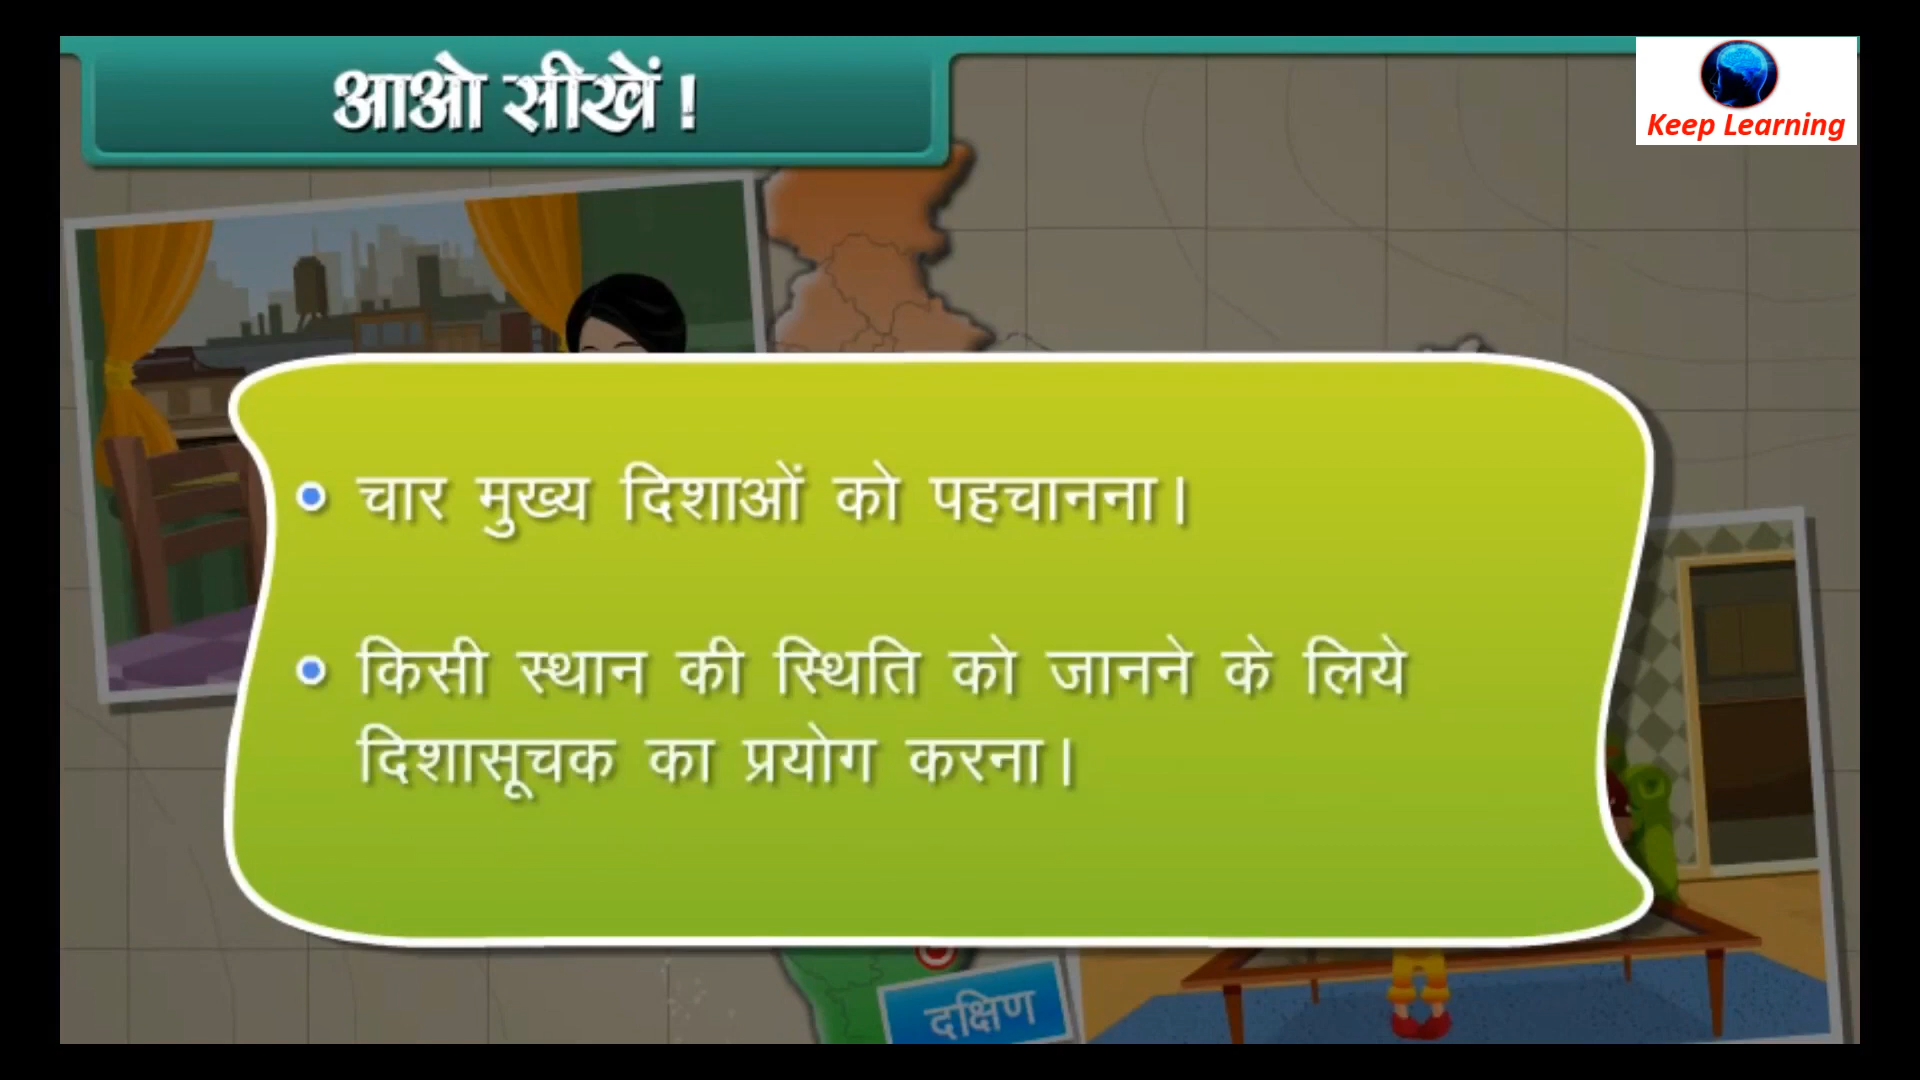 आओ सीखें!
Keep Learning
चार मुख्य दिशाओं को पहचानना।
किसी स्थान की स्थिति को जानने के लिये
दिशासूचक का प्रयोग करना।
दक्षिण